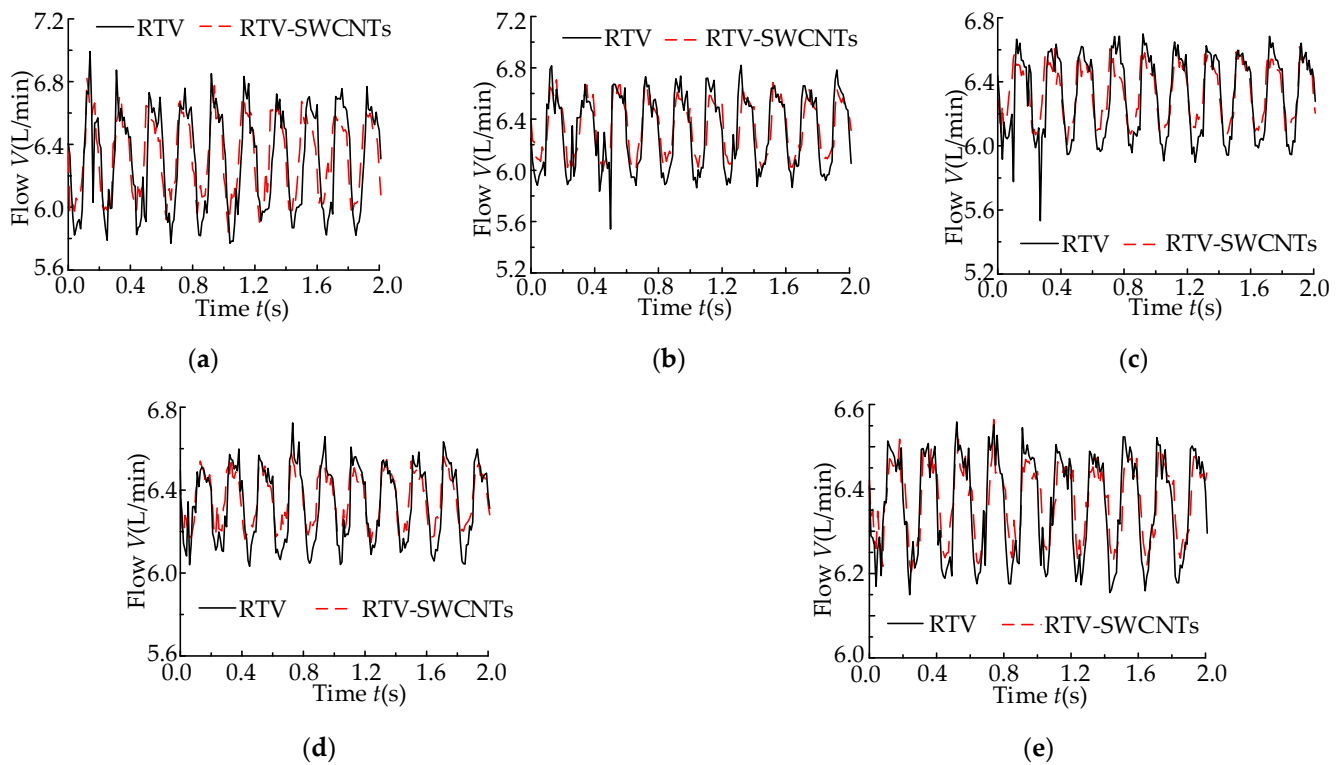 RTV RTV-SWCNTs
Flow V(L/min)
7.2
6.8
6.4
6.0
5.6
0.0 0.4 0.8 1.2 1.6 2.0
Time t(s)
(a)
RTV RTV-SWCNTs
Flow V(L/min)
7.2
6.8
6.4
6.0
5.6
5.2
0.0 0.4 0.8 1.2 1.6 2.0
Time t(s)
(b)
RTV RTV-SWCNTs
Flow V(L/min)
6.8
6.4
6.0
5.6
5.2
0.0 0.4 0.8 1.2 1.6 2.0
Time t(s)
(c)
RTV RTV-SWCNTs
Flow V(L/min)
6.8
6.4
6.0
5.6
0.0 0.4 0.8 1.2 1.6 2.0
Time t(s)
(d)
RTV RTV-SWCNTs
Flow V(L/min)
6.6
6.4
6.2
6.0
0.0 0.4 0.8 1.2 1.6 2.0
Time t(s)
(e)